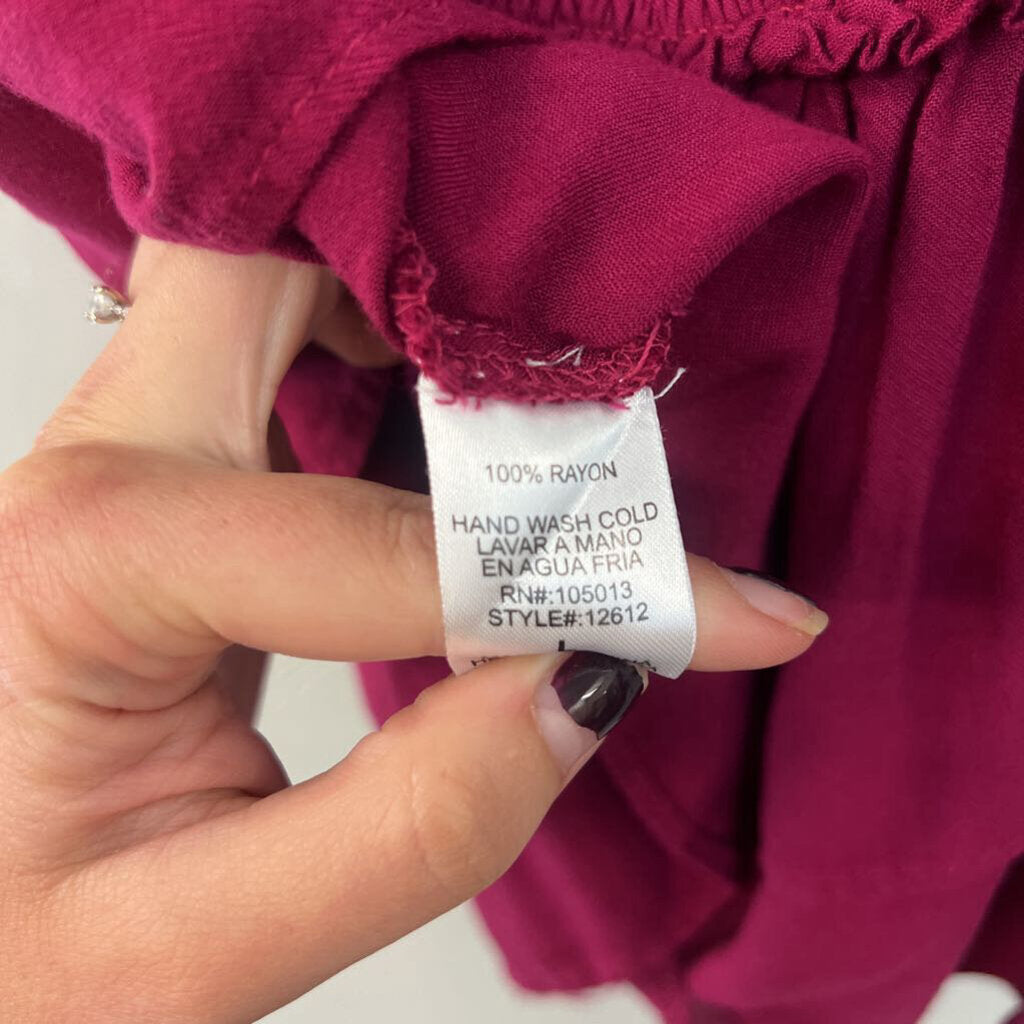 100% RAYON
HAND WASH COLD
LAVAR A MANO
EN AGUA FRIA
RN#:105013
STYLE#:12612